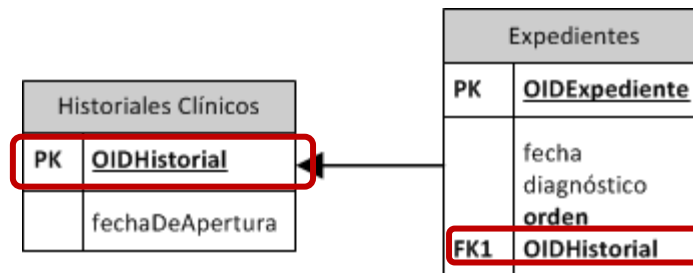 Historiales Clínicos
PK OIDHistorial
fechaDeApertura
Expedientes
PK OIDExpediente
fecha
diagnóstico
orden
FK1 OIDHistorial